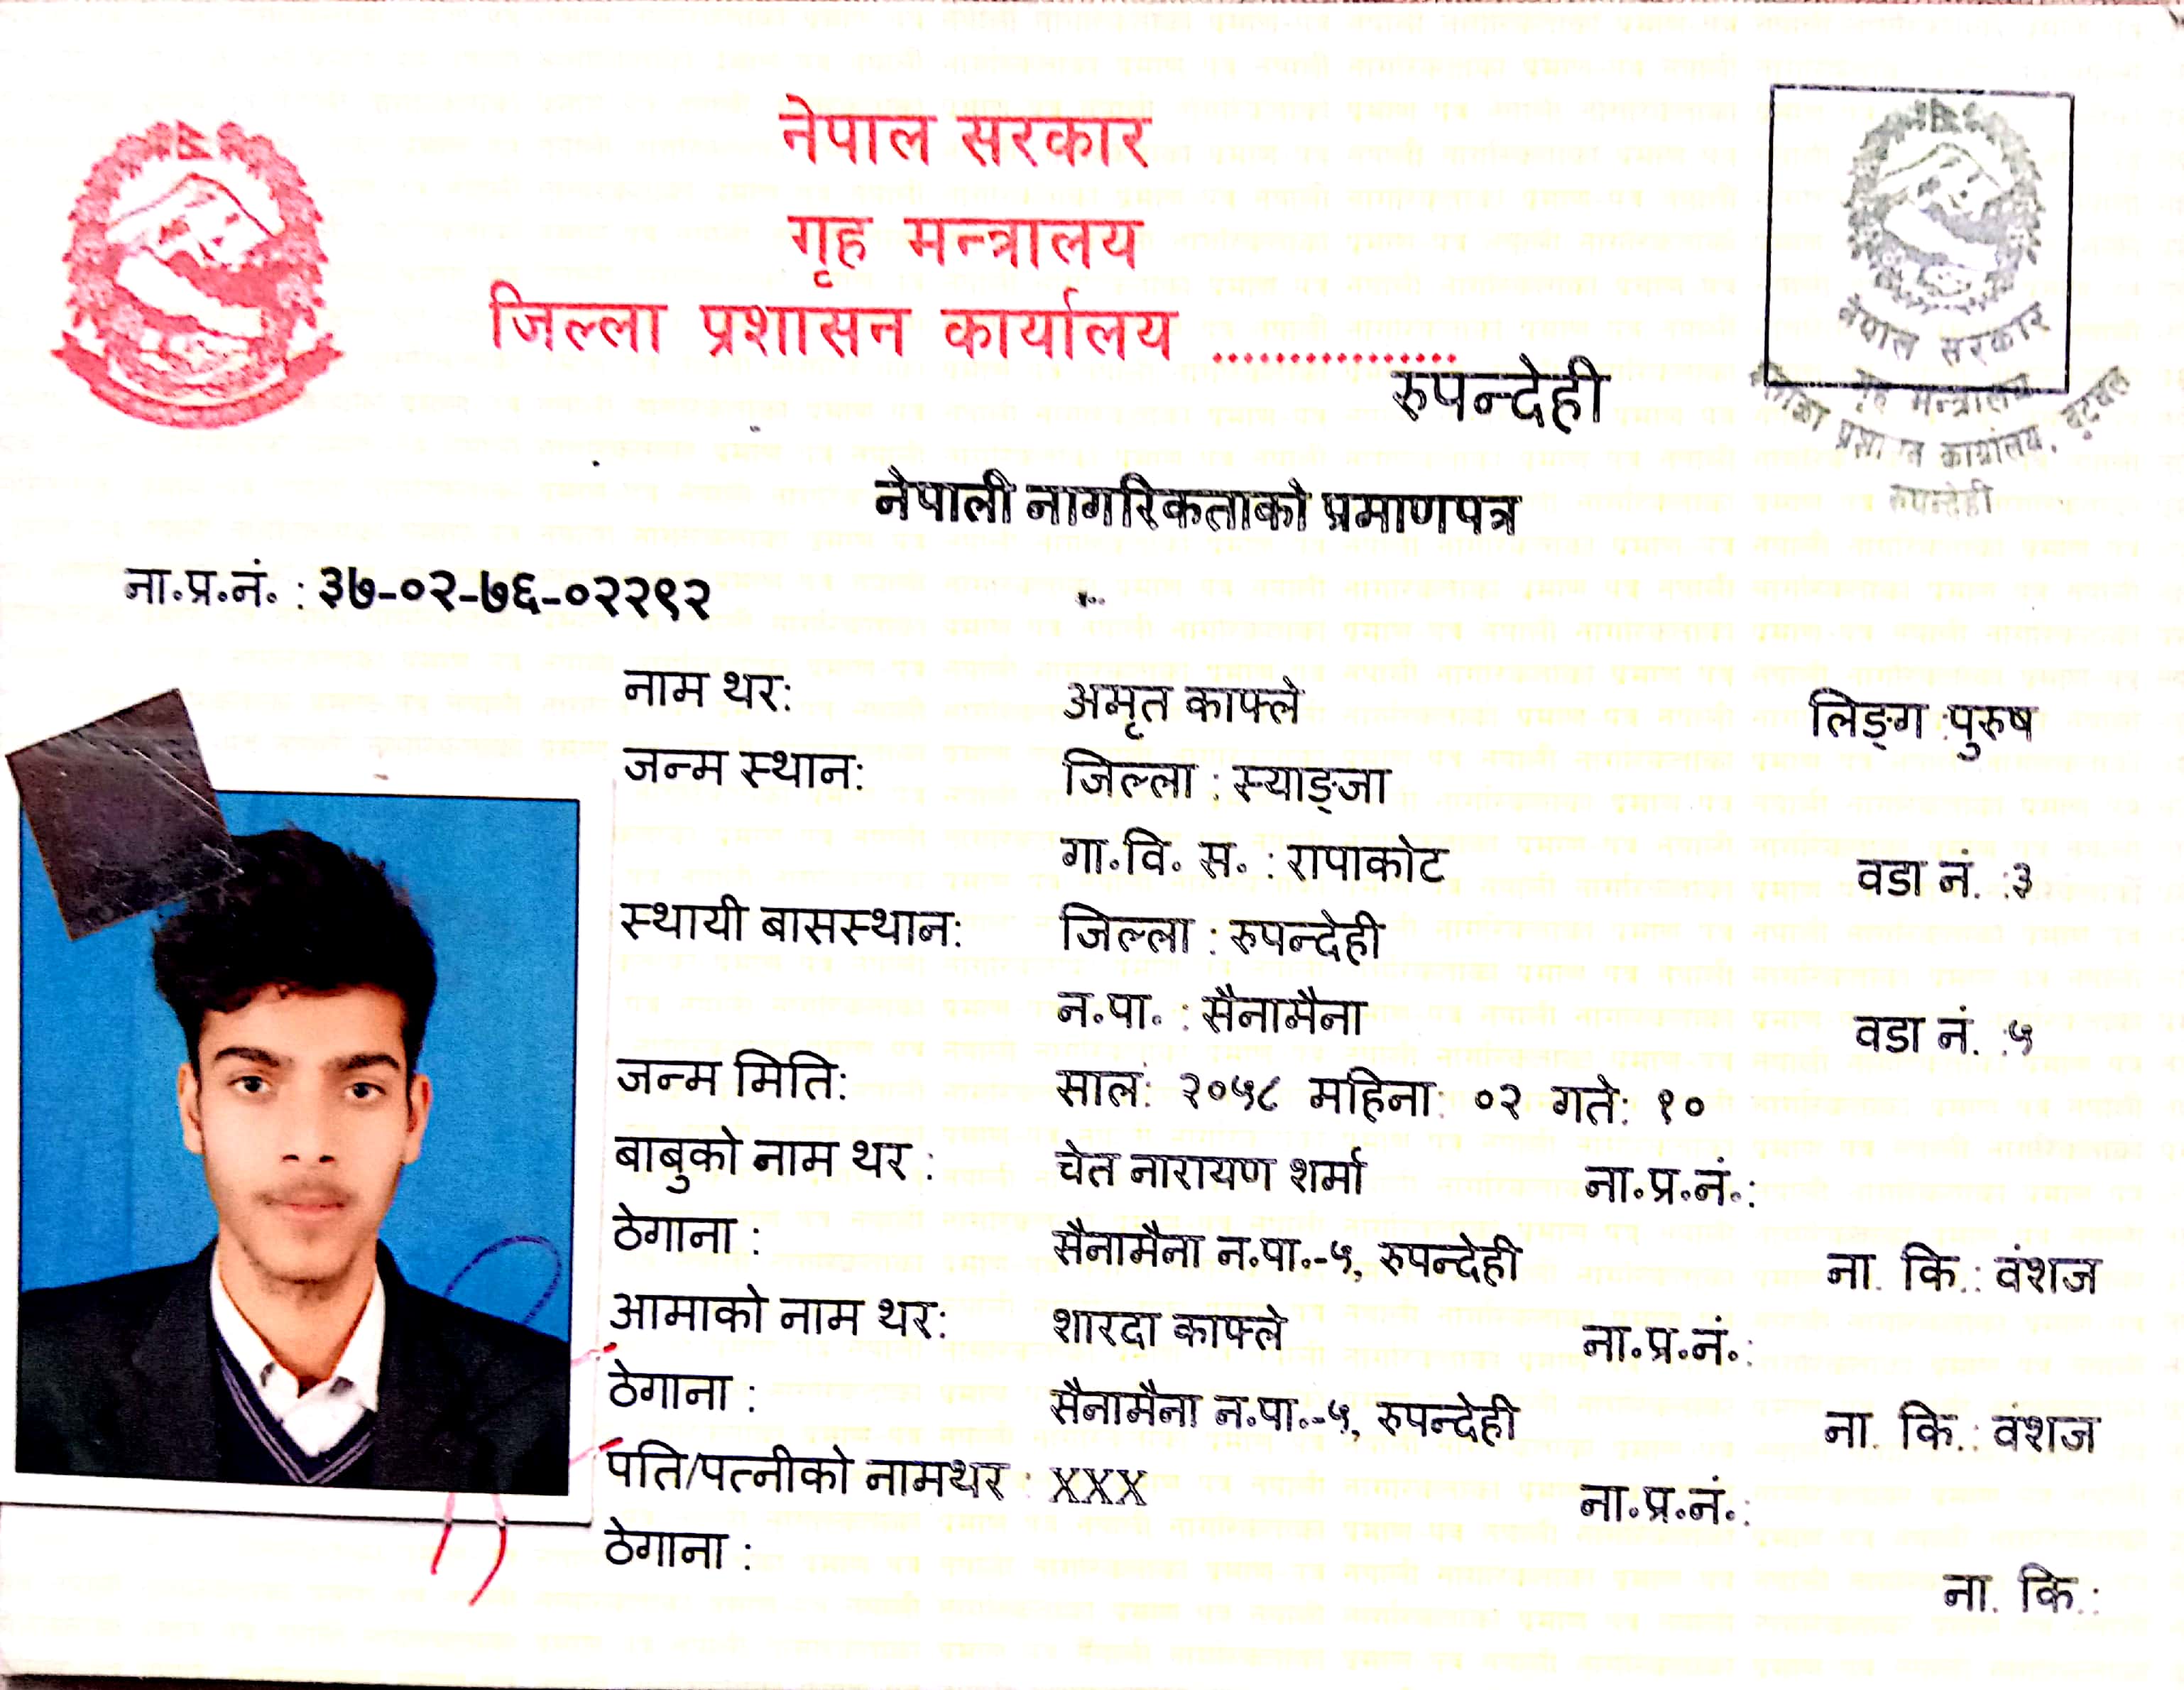 नेपाल सरकार
गृह मन्त्रालय
जिल्ला प्रशासन कार्यालय ................
रुपन्देही
नेपाल सरकार
गृह मन्त्रालय
प्रशासन कार्यालय, बुटवल
रुपन्देही
नेपाली नागरिकताको प्रमाणपत्र
ना.प्र.नं. : ३७-०२-७६-०२२९२
नाम थर: अमृत काफ्ले लिङ्ग :पुरुष
जन्म स्थान: जिल्ला : स्याङ्जा
गा.वि. स. : रापाकोट वडा नं. :३
स्थायी बासस्थान: जिल्ला : रुपन्देही
न.पा. : सैनामैना वडा नं. :५
जन्म मिति: साल: २०५८ महिना: ०२ गते: १०
बाबुको नाम थर : चेत नारायण शर्मा ना.प्र.नं.:
ठेगाना : सैनामैना न.पा.-५, रुपन्देही ना. कि.: वंशज
आमाको नाम थर: शारदा काफ्ले ना.प्र.नं.:
ठेगाना : सैनामैना न.पा.-५, रुपन्देही ना. कि.: वंशज
पति/पत्नीको नामथर : XXX ना.प्र.नं.:
ठेगाना :
ना. कि.: